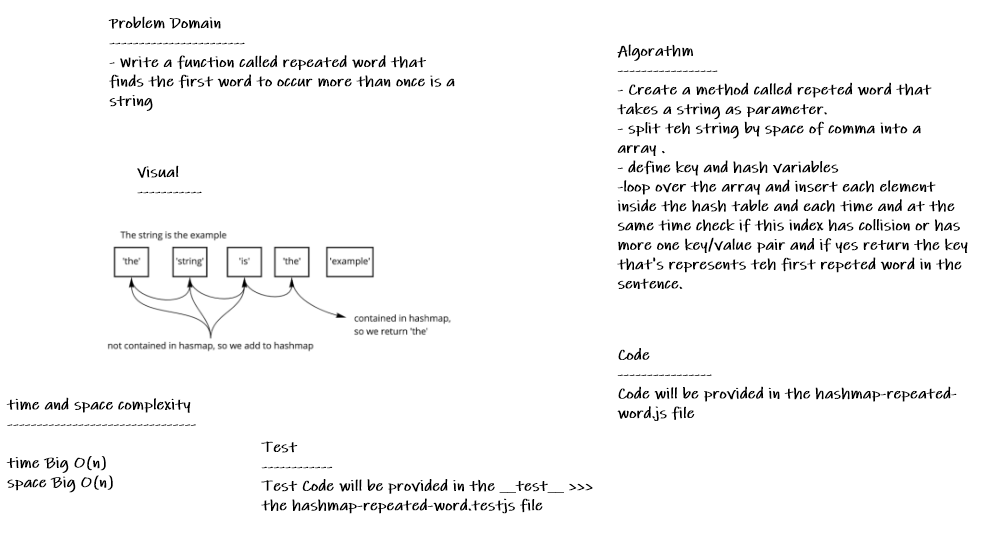 Problem Domain
-----------------------
- Write a function called repeated word that
finds the first word to occur more than once is a
string
Visual
-----------
The string is the example
'the' 'string' 'is' 'the' 'example'
contained in hashmap,
so we return 'the'
not contained in hasmap, so we add to hashmap
time and space complexity
--------------------------------
time Big O(n)
space Big O(n)
Test
------------
Test Code will be provided in the __test__ >>>
the hashmap-repeated-word.testjs file
Algorathm
-----------------
- Create a method called repeted word that
takes a string as parameter.
- split teh string by space of comma into a
array .
- define key and hash variables
-loop over the array and insert each element
inside the hash table and each time and at the
same time check if this index has collision or has
more one key/value pair and if yes return the key
that's represents teh first repeted word in the
sentence.
Code
----------------
Code will be provided in the hashmap-repeated-
word.js file